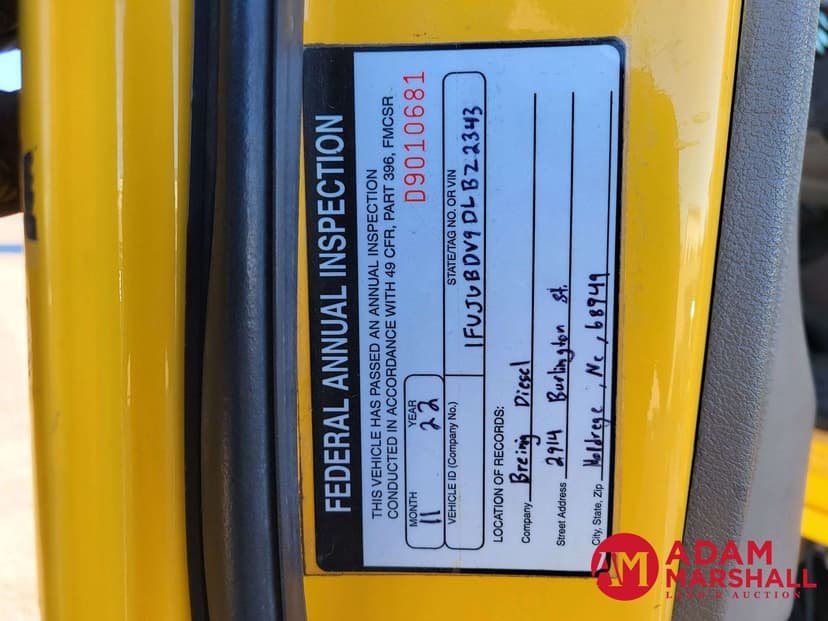 FEDERAL ANNUAL INSPECTION
THIS VEHICLE HAS PASSED AN ANNUAL INSPECTION
CONDUCTED IN ACCORDANCE WITH 49 CFR, PART 396, FMCSR
D9010681
MONTH YEAR
11 22
VEHICLE ID (Company No.) STATE/TAG NO. OR VIN
1FUJGBDV9DLBZ2343
LOCATION OF RECORDS:
Company Breing Diesel
Street Address 2914 Burlington St.
City, State, Zip Holdrege, Ne, 68949
AM ADAM
MARSHALL
LAND & AUCTION